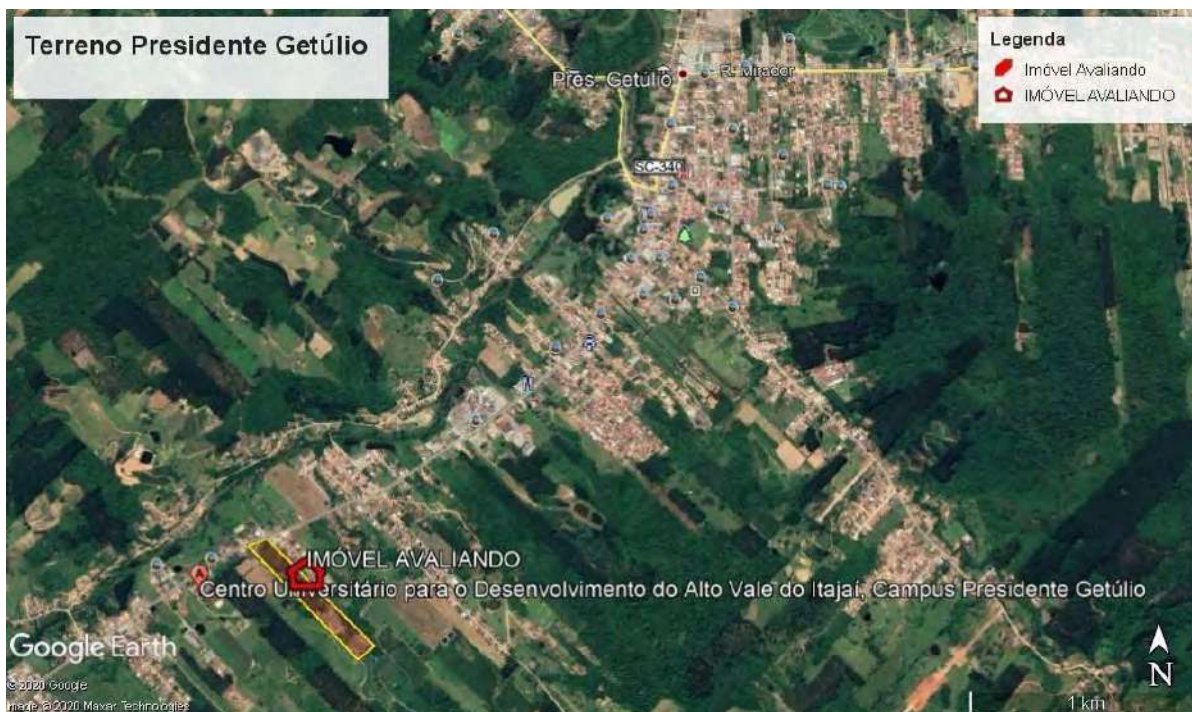 Terreno Presidente Getúlio
Legenda
Imóvel Avaliando
IMÓVEL AVALIANDO
Pres. Getúlio
R. Mirador
SC-340
IMÓVEL AVALIANDO
Centro Universitário para o Desenvolvimento do Alto Vale do Itajaí, Campus Presidente Getúlio
Google Earth
© 2020 Google
Image © 2020 Maxar Technologies
N
1 km